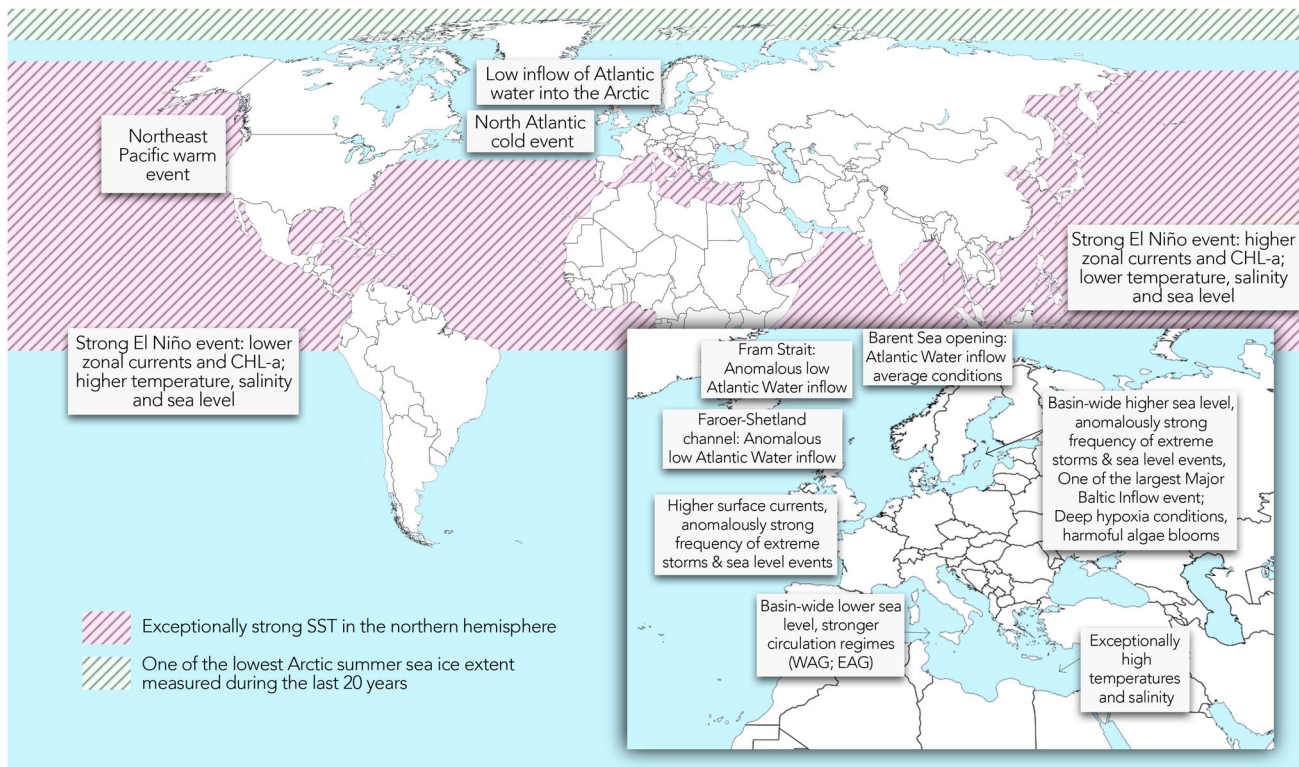 Low inflow of Atlantic
water into the Arctic
North Atlantic
cold event
Northeast
Pacific warm
event
Strong El Niño event: higher
zonal currents and CHL-a;
lower temperature, salinity
and sea level
Strong El Niño event: lower
zonal currents and CHL-a;
higher temperature, salinity
and sea level
Fram Strait:
Anomalous low
Atlantic Water inflow
Barent Sea opening:
Atlantic Water inflow
average conditions
Faroer-Shetland
channel: Anomalous
low Atlantic Water inflow
Basin-wide higher sea level,
anomalously strong
frequency of extreme
storms & sea level events,
One of the largest Major
Baltic Inflow event;
Deep hypoxia conditions,
harmoful algae blooms
Higher surface currents,
anomalously strong
frequency of extreme
storms & sea level events
Basin-wide lower sea
level, stronger
circulation regimes
(WAG; EAG)
Exceptionally
high
temperatures
and salinity
Exceptionally strong SST in the northern hemisphere
One of the lowest Arctic summer sea ice extent
measured during the last 20 years